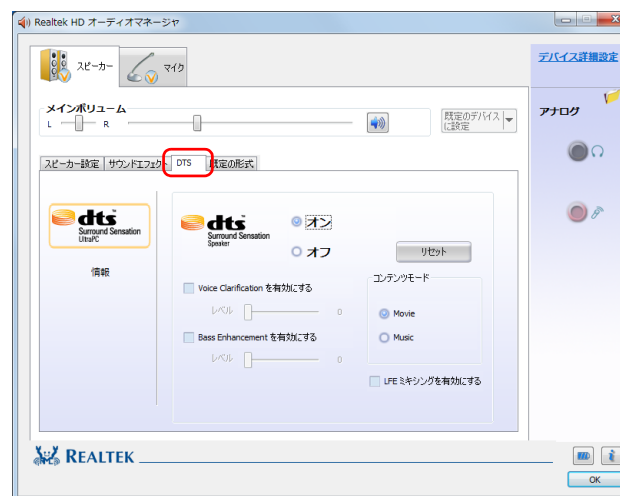 Realtek HD オーディオマネージャ
スピーカー
マイク
デバイス詳細設定
メインボリューム
L R
既定のデバイス
に設定
アナログ
スピーカー設定
サウンドエフェクト
DTS
既定の形式
dts
Surround Sensation
UltraPC
情報
dts
Surround Sensation
Speaker
オン
オフ
リセット
Voice Clarification を有効にする
レベル 0
Bass Enhancement を有効にする
レベル 0
コンテンツモード
Movie
Music
LFE ミキシングを有効にする
REALTEK
OK